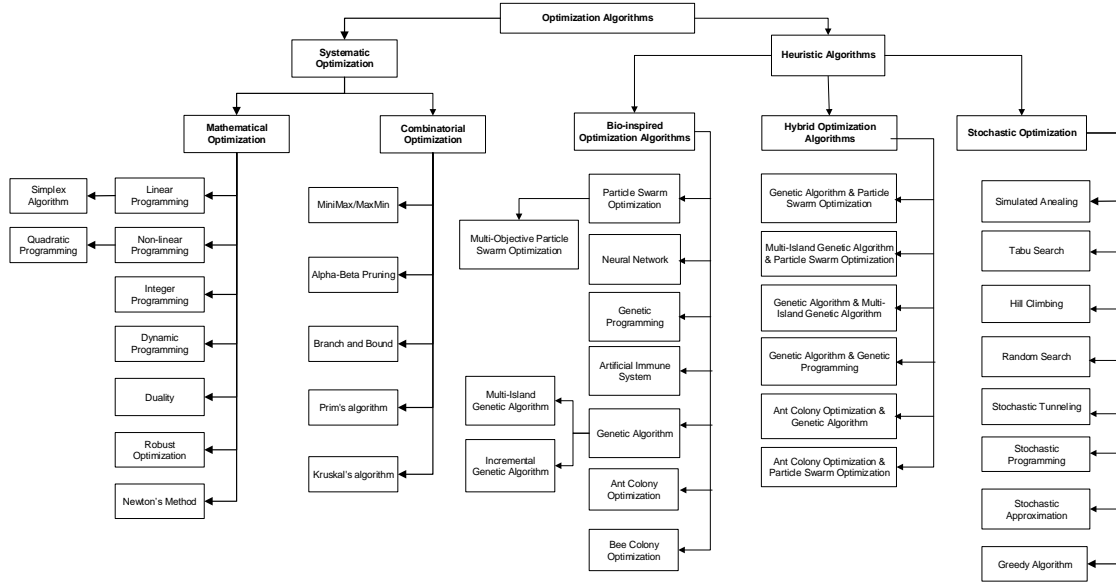 Optimization Algorithms
Systematic
Optimization
Heuristic Algorithms
Mathematical
Optimization
Combinatorial
Optimization
Bio-inspired
Optimization Algorithms
Hybrid Optimization
Algorithms
Stochastic Optimization
Simplex
Algorithm
Linear
Programming
Quadratic
Programming
Non-linear
Programming
Integer
Programming
Dynamic
Programming
Duality
Robust
Optimization
Newton's Method
MiniMax/MaxMin
Alpha-Beta Pruning
Branch and Bound
Prim's algorithm
Kruskal's algorithm
Particle Swarm
Optimization
Multi-Objective Particle
Swarm Optimization
Neural Network
Genetic
Programming
Artificial Immune
System
Multi-Island
Genetic Algorithm
Genetic Algorithm
Incremental
Genetic Algorithm
Ant Colony
Optimization
Bee Colony
Optimization
Genetic Algorithm & Particle
Swarm Optimization
Multi-Island Genetic Algorithm
& Particle Swarm Optimization
Genetic Algorithm & Multi-
Island Genetic Algorithm
Genetic Algorithm & Genetic
Programming
Ant Colony Optimization &
Genetic Algorithm
Ant Colony Optimization &
Particle Swarm Optimization
Simulated Anealing
Tabu Search
Hill Climbing
Random Search
Stochastic Tunneling
Stochastic
Programming
Stochastic
Approximation
Greedy Algorithm